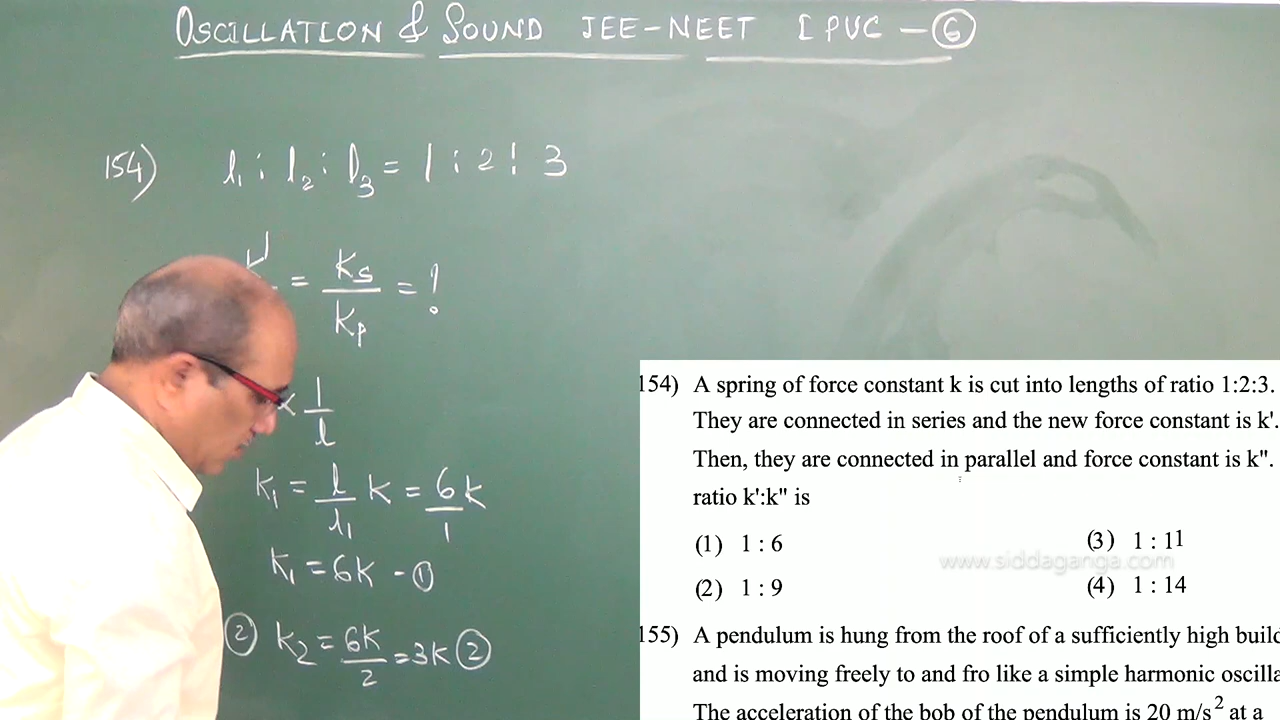 OSCILLATION & SOUND JEE-NEET I PUC - 6
154) l₁ : l₂ : l₃ = 1 : 2 : 3
= Ks/Kp = ?
1/l
K₁ = l/l₁ K = 6/1 K
K₁ = 6K - ①
② K₂ = 6K/2 = 3K ②
154) A spring of force constant k is cut into lengths of ratio 1:2:3.
They are connected in series and the new force constant is k'.
Then, they are connected in parallel and force constant is k".
ratio k':k" is
(1) 1 : 6 (3) 1 : 11
www.siddaganga.com
(2) 1 : 9 (4) 1 : 14
155) A pendulum is hung from the roof of a sufficiently high
and is moving freely to and fro like a simple harmonic
The acceleration of the bob of the pendulum is 20 m/s² at a